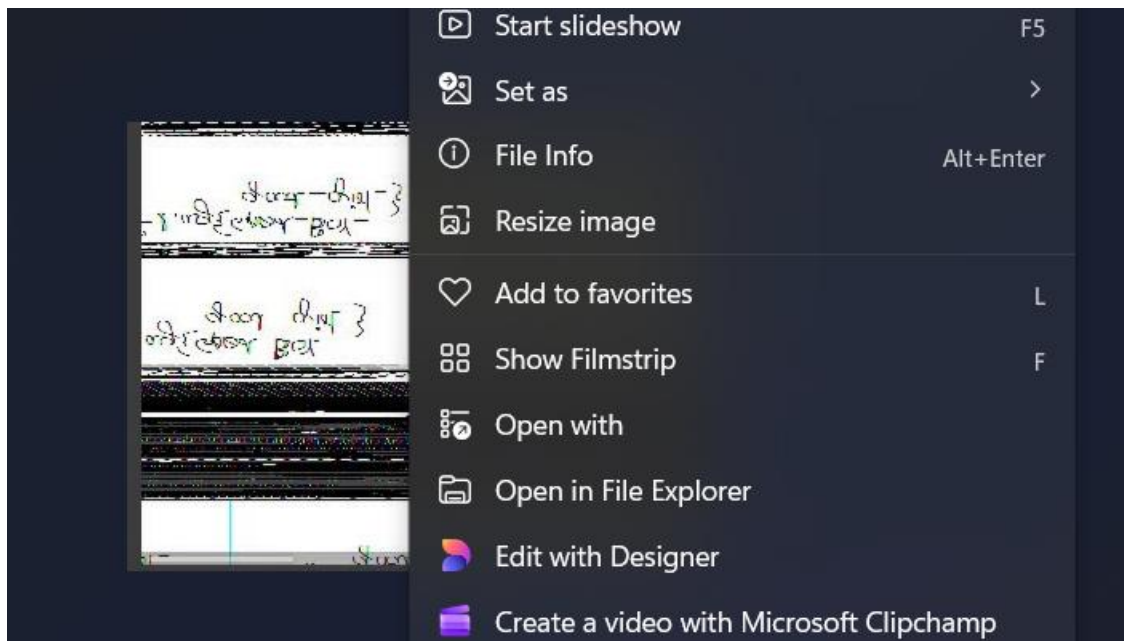 Start slideshow F5
Set as
File Info Alt+Enter
Resize image
Add to favorites L
Show Filmstrip F
Open with
Open in File Explorer
Edit with Designer
Create a video with Microsoft Clipchamp